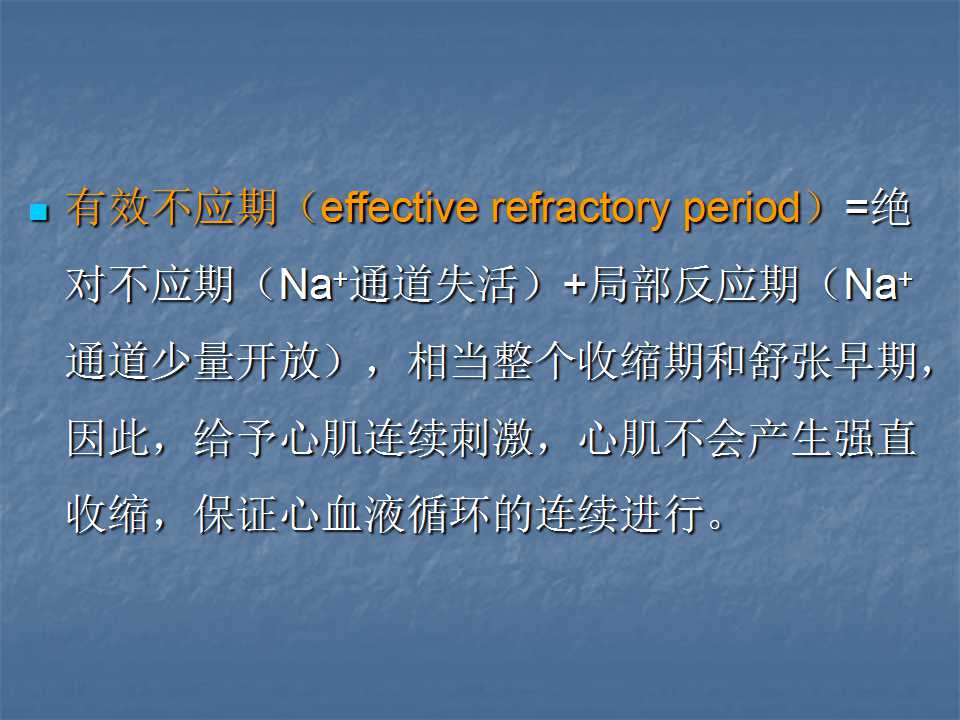 有效不应期（effective refractory period）=绝
对不应期（Na⁺通道失活）+局部反应期（Na⁺
通道少量开放），相当整个收缩期和舒张早期，
因此，给予心肌连续刺激，心肌不会产生强直
收缩，保证心血液循环的连续进行。